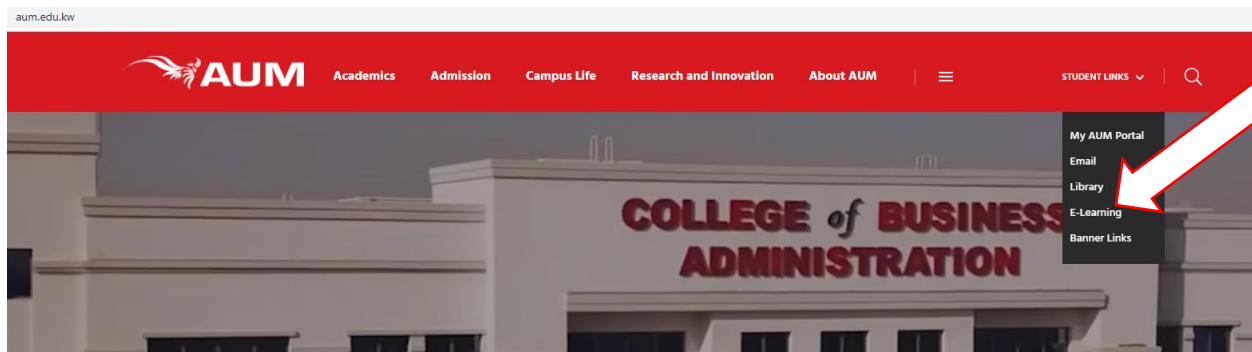 aum.edu.kw
AUM Academics Admission Campus Life Research and Innovation About AUM STUDENT LINKS
My AUM Portal
Email
Library
E-Learning
Banner Links
COLLEGE of BUSINESS
ADMINISTRATION